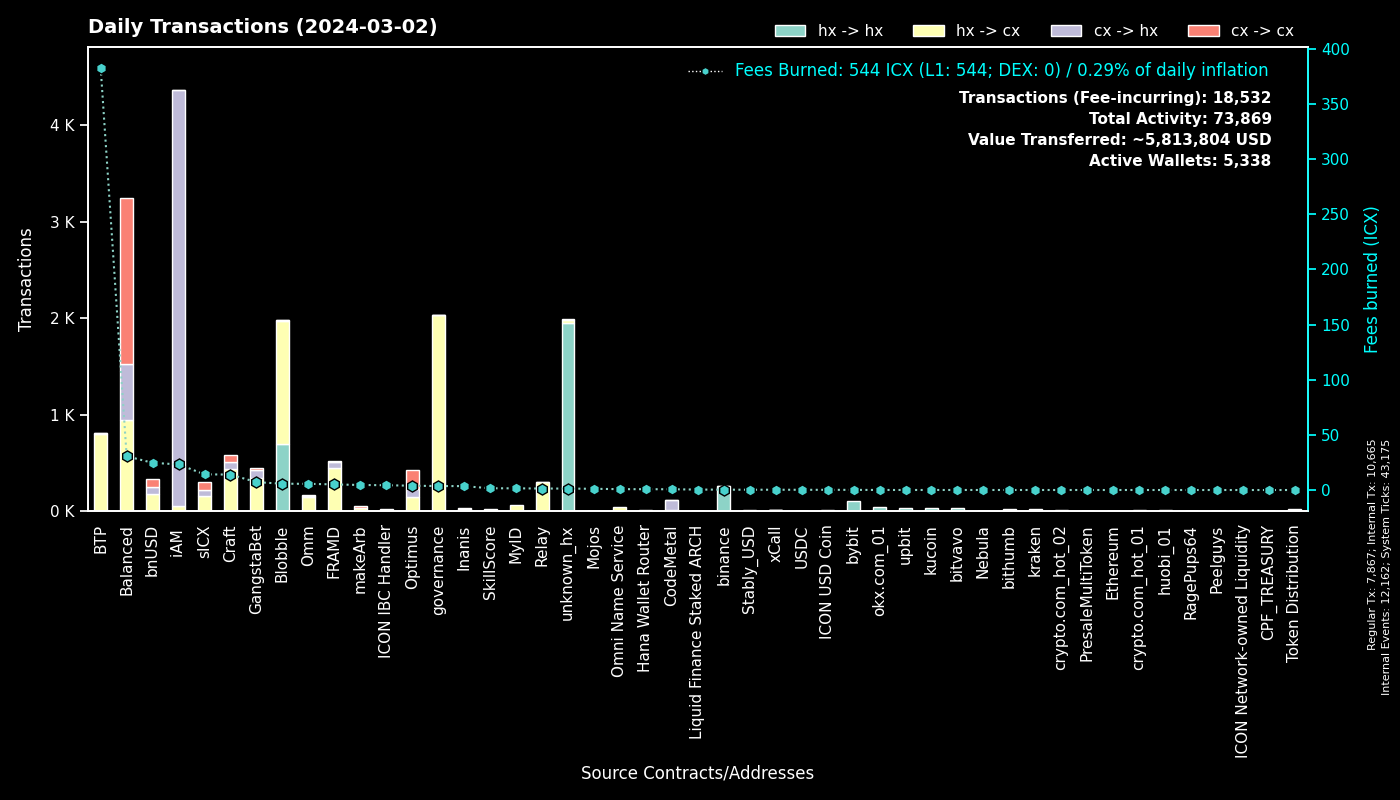 Daily Transactions (2024-03-02)
hx -> hx
hx -> cx
cx -> hx
cx -> cx
Fees Burned: 544 ICX (L1: 544; DEX: 0) / 0.29% of daily inflation
Transactions (Fee-incurring): 18,532
Total Activity: 73,869
Value Transferred: ~5,813,804 USD
Active Wallets: 5,338
Transactions
4 K
3 K
2 K
1 K
0 K
400
350
300
250
200
150
100
50
0
Fees burned (ICX)
BTP
Balanced
bnUSD
iAM
sICX
Craft
GangstaBet
Blobble
Omm
FRAMD
makeArb
ICON IBC Handler
Optimus
governance
Inanis
SkillScore
MyID
Relay
unknown_hx
Mojos
Omni Name Service
Hana Wallet Router
CodeMetal
Liquid Finance Staked ARCH
binance
Stably_USD
xCall
USDC
ICON USD Coin
bybit
okx.com_01
upbit
kucoin
bitvavo
Nebula
bithumb
kraken
crypto.com_hot_02
PresaleMultiToken
Ethereum
crypto.com_hot_01
huobi_01
RagePups64
Peelguys
ICON Network-owned Liquidity
CPF_TREASURY
Token Distribution
Source Contracts/Addresses
Regular Tx: 7,867; Internal Tx: 10,665
Internal Events: 12,162; System Ticks: 43,175